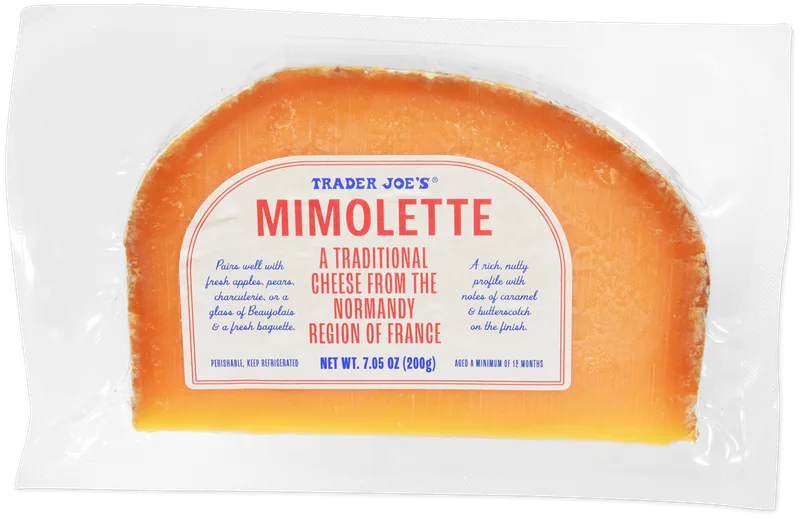 TRADER JOE'S®
MIMOLETTE
A TRADITIONAL
CHEESE FROM THE
NORMANDY
REGION OF FRANCE
Pairs well with
fresh apples, pears,
charcuterie, or a
glass of Beaujolais
& a fresh baguette.
A rich, nutty
profile with
notes of caramel
& butterscotch
on the finish.
PERISHABLE, KEEP REFRIGERATED
NET WT. 7.05 OZ (200g)
AGED A MINIMUM OF 12 MONTHS